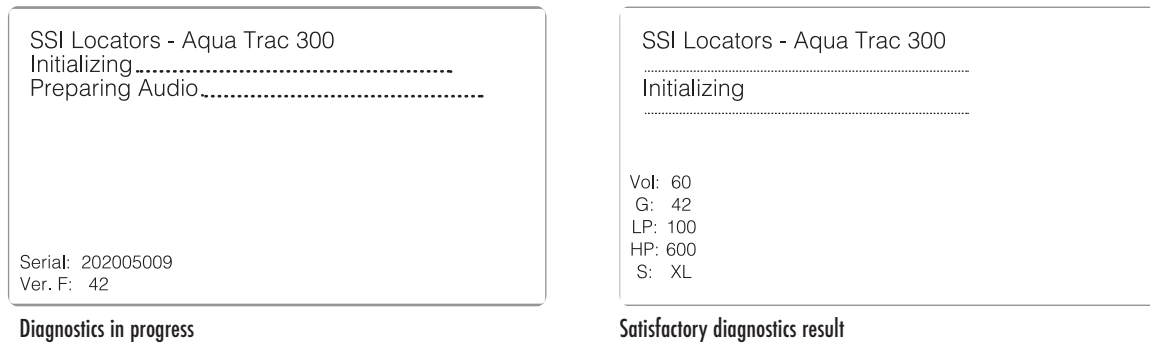 SSI Locators - Aqua Trac 300
Initializing
Preparing Audio
Serial: 202005009
Ver. F: 42
Diagnostics in progress
SSI Locators - Aqua Trac 300
Initializing
Vol: 60
G: 42
LP: 100
HP: 600
S: XL
Satisfactory diagnostics result